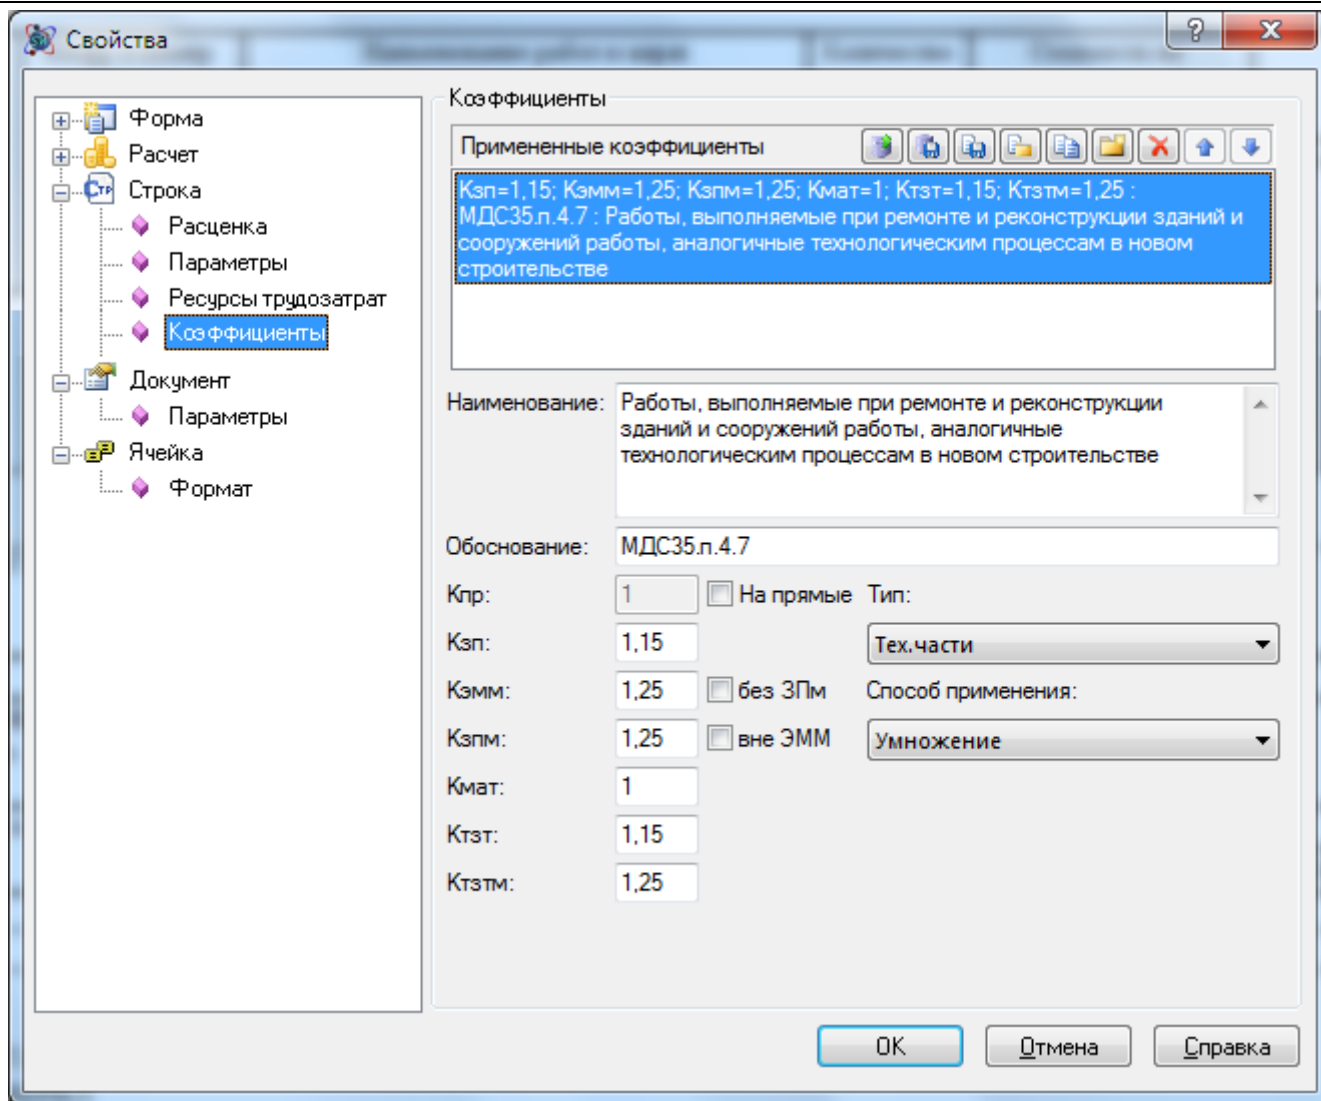 Свойства
Форма
Расчет
Строка
Расценка
Параметры
Ресурсы трудозатрат
Коэффициенты
Документ
Параметры
Ячейка
Формат
Коэффициенты
Примененные коэффициенты
Кзп=1,15; Кэмм=1,25; Кзпм=1,25; Кмат=1; Ктзт=1,15; Ктзтм=1,25 :
МДС35.п.4.7 : Работы, выполняемые при ремонте и реконструкции зданий и
сооружений работы, аналогичные технологическим процессам в новом
строительстве
Наименование: Работы, выполняемые при ремонте и реконструкции
зданий и сооружений работы, аналогичные
технологическим процессам в новом строительстве
Обоснование: МДС35.п.4.7
Кпр: 1 На прямые Тип:
Кзп: 1,15 Тех.части
Кэмм: 1,25 без ЗПм Способ применения:
Кзпм: 1,25 вне ЭММ Умножение
Кмат: 1
Ктзт: 1,15
Ктзтм: 1,25
ОК Отмена Справка